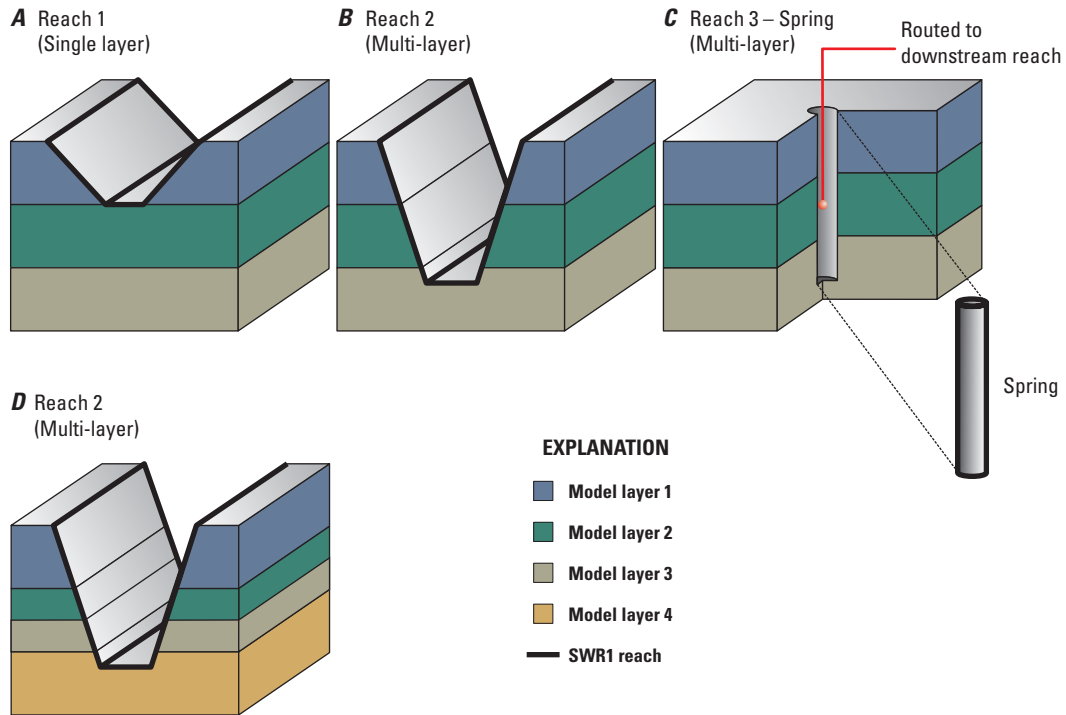 A Reach 1
(Single layer)
B Reach 2
(Multi-layer)
C Reach 3 – Spring
(Multi-layer)
Routed to
downstream reach
Spring
D Reach 2
(Multi-layer)
EXPLANATION
Model layer 1
Model layer 2
Model layer 3
Model layer 4
SWR1 reach